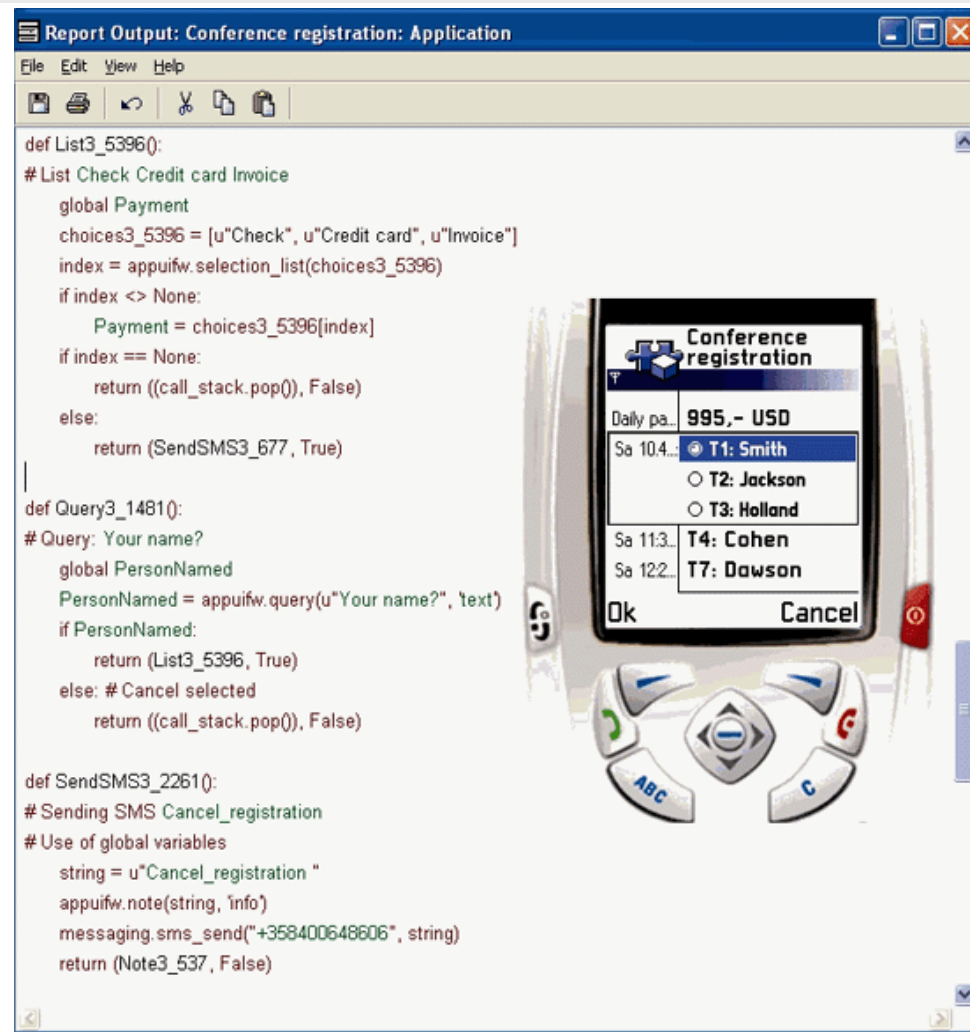 Report Output: Conference registration: Application
File Edit View Help
def List3_5396():
# List Check Credit card Invoice
global Payment
choices3_5396 = [u"Check", u"Credit card", u"Invoice"]
index = appuifw.selection_list(choices3_5396)
if index <> None:
Payment = choices3_5396[index]
if index == None:
return ((call_stack.pop()), False)
else:
return (SendSMS3_677, True)
def Query3_1481():
# Query: Your name?
global PersonNamed
PersonNamed = appuifw.query(u"Your name?", 'text')
if PersonNamed:
return (List3_5396, True)
else: # Cancel selected
return ((call_stack.pop()), False)
def SendSMS3_2261():
# Sending SMS Cancel_registration
# Use of global variables
string = u"Cancel_registration "
appuifw.note(string, 'info')
messaging.sms_send("+358400648606", string)
return (Note3_537, False)
Conference
registration
Daily pa... 995,- USD
Sa 10.4... T1: Smith
T2: Jackson
T3: Holland
Sa 11:3... T4: Cohen
Sa 12:2... T7: Dawson
Ok Cancel
ABC C